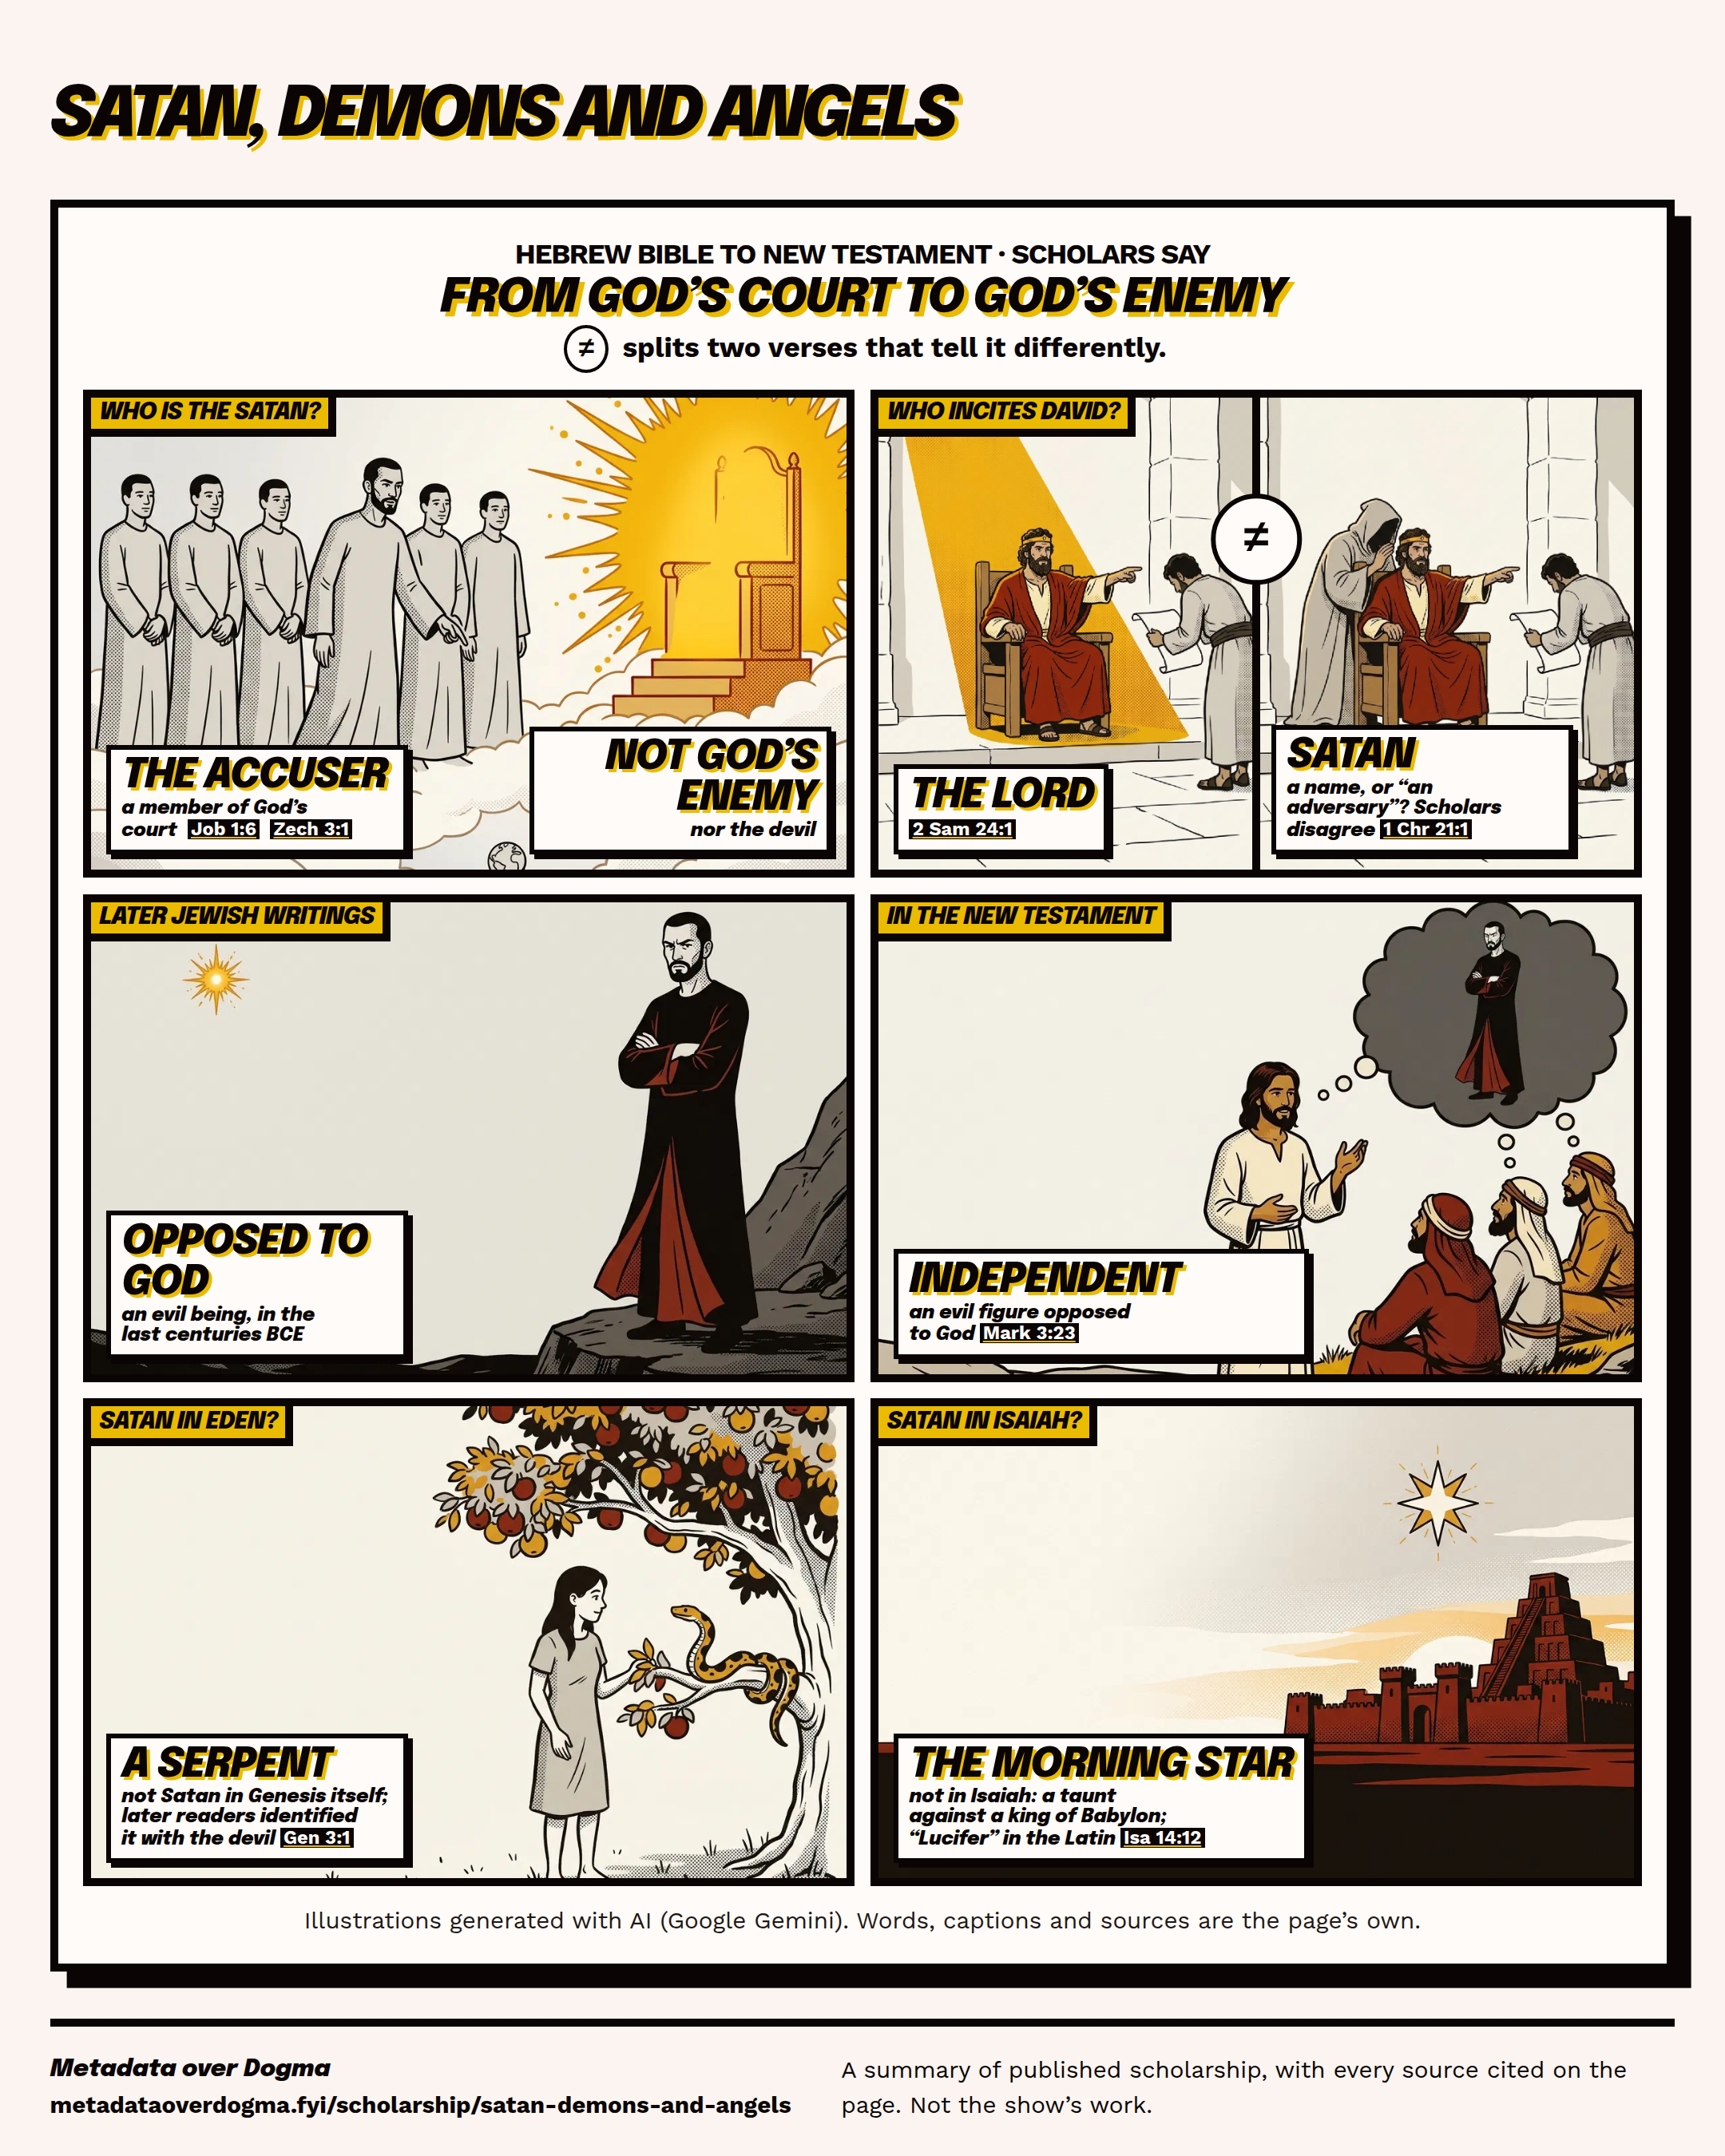 SATAN, DEMONS AND ANGELS
HEBREW BIBLE TO NEW TESTAMENT · SCHOLARS SAY
FROM GOD’S COURT TO GOD’S ENEMY
≠ splits two verses that tell it differently.
WHO IS THE SATAN?
THE ACCUSER
a member of God’s
court Job 1:6 Zech 3:1
NOT GOD’S
ENEMY
nor the devil
WHO INCITES DAVID?
THE LORD
2 Sam 24:1
≠
SATAN
a name, or “an
adversary”? Scholars
disagree 1 Chr 21:1
LATER JEWISH WRITINGS
OPPOSED TO
GOD
an evil being, in the
last centuries BCE
IN THE NEW TESTAMENT
INDEPENDENT
an evil figure opposed
to God Mark 3:23
SATAN IN EDEN?
A SERPENT
not Satan in Genesis itself;
later readers identified
it with the devil Gen 3:1
SATAN IN ISAIAH?
THE MORNING STAR
not in Isaiah: a taunt
against a king of Babylon;
“Lucifer” in the Latin Isa 14:12
Illustrations generated with AI (Google Gemini). Words, captions and sources are the page’s own.
Metadata over Dogma
metadataoverdogma.fyi/scholarship/satan-demons-and-angels
A summary of published scholarship, with every source cited on the
page. Not the show’s work.